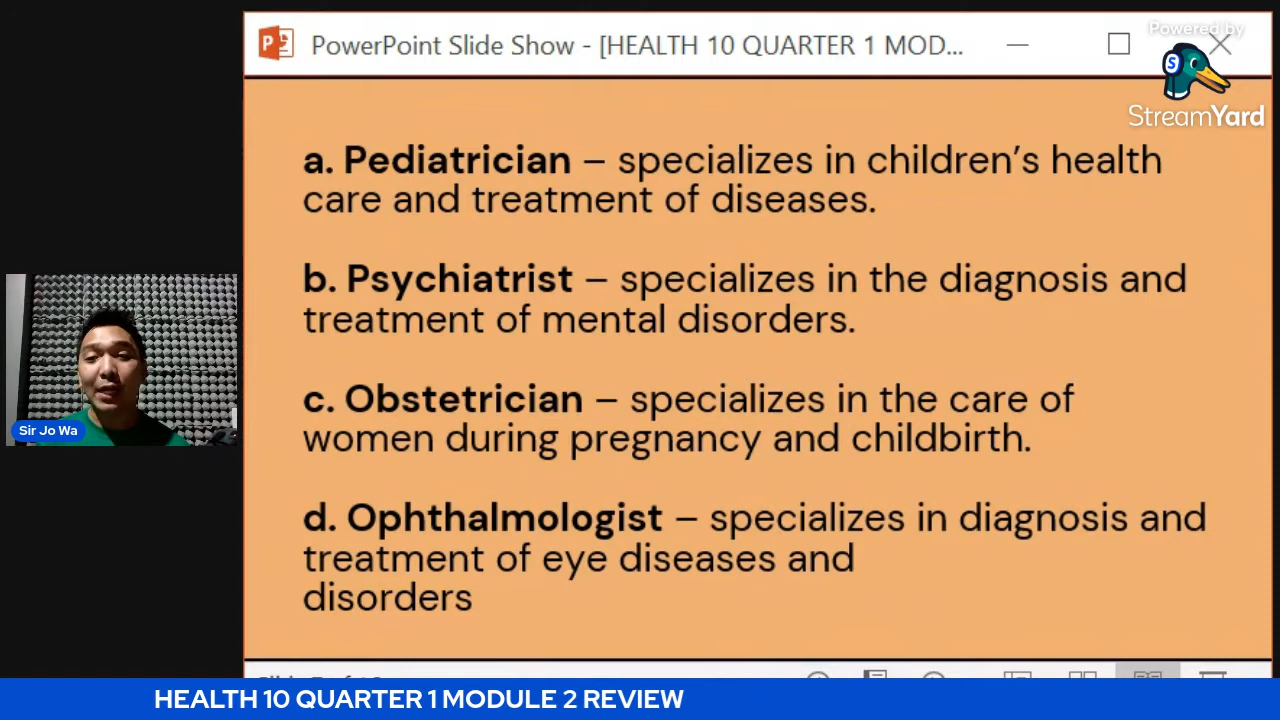 PowerPoint Slide Show - [HEALTH 10 QUARTER 1 MOD...
Powered by
StreamYard
a. Pediatrician – specializes in children’s health
care and treatment of diseases.
b. Psychiatrist – specializes in the diagnosis and
treatment of mental disorders.
c. Obstetrician – specializes in the care of
women during pregnancy and childbirth.
d. Ophthalmologist – specializes in diagnosis and
treatment of eye diseases and
disorders
Sir Jo Wa
HEALTH 10 QUARTER 1 MODULE 2 REVIEW